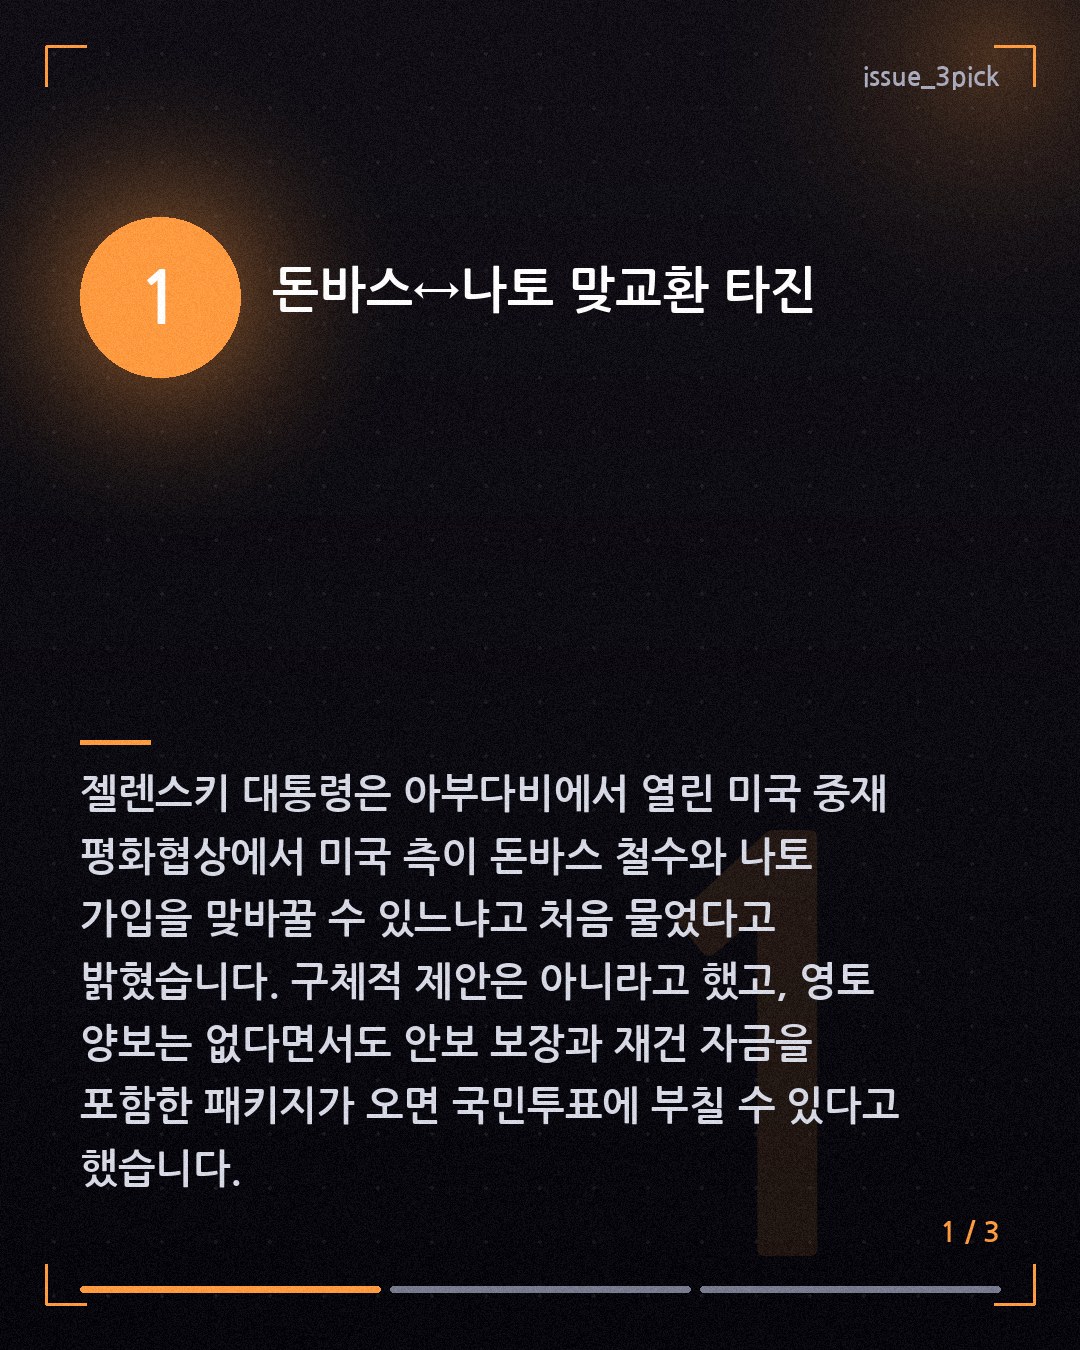 issue_3pick
1
돈바스↔나토 맞교환 타진
젤렌스키 대통령은 아부다비에서 열린 미국 중재
평화협상에서 미국 측이 돈바스 철수와 나토
가입을 맞바꿀 수 있느냐고 처음 물었다고
밝혔습니다. 구체적 제안은 아니라고 했고, 영토
양보는 없다면서도 안보 보장과 재건 자금을
포함한 패키지가 오면 국민투표에 부칠 수 있다고
했습니다.
1
1 / 3